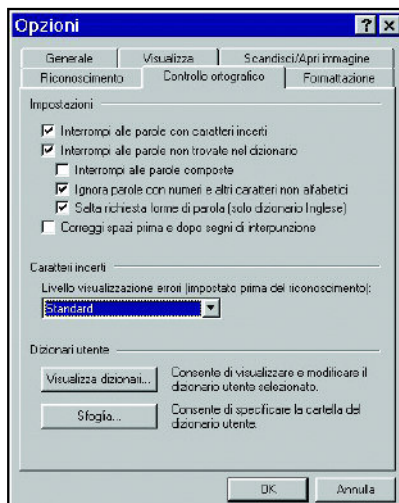 Opzioni
Generale Visualizza Scandisci/Apri immagine
Riconoscimento Controllo ortografico Formattazione
Impostazioni
Interrompi alle parole con caratteri incerti
Interrompi alle parole non trovate nel dizionario
Interrompi alle parole composte
Ignora parole con numeri e altri caratteri non alfabetici
Salta richiesta forme di parola (solo dizionario Inglese)
Correggi spazi prima e dopo segni di interpunzione
Caratteri incerti
Livello visualizzazione errori (impostato prima del riconoscimento):
Standard
Dizionari utente
Visualizza dizionari... Consente di visualizzare e modificare il
dizionario utente selezionato.
Sfoglia... Consente di specificare la cartella del
dizionario utente.
OK Annulla